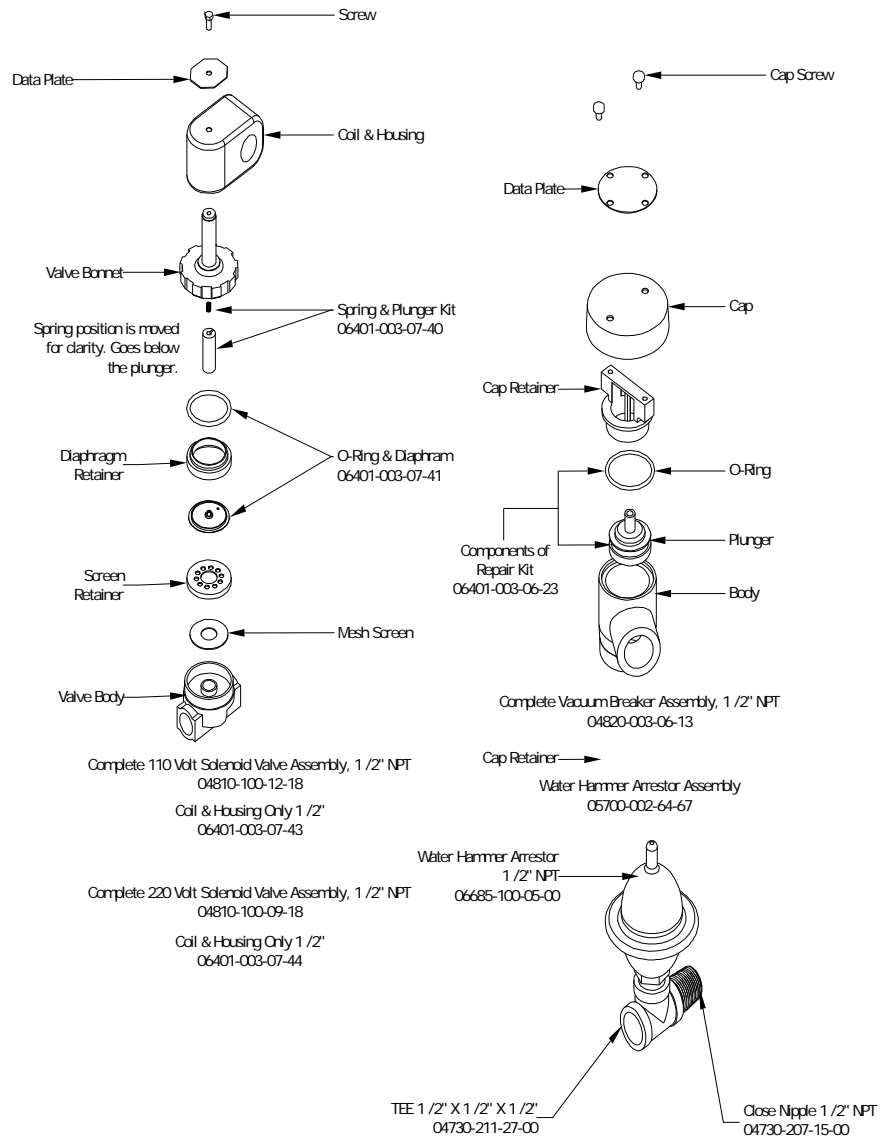 Screw
Data Plate
Coil & Housing
Valve Bonnet
Spring & Plunger Kit
06401-003-07-40
Spring position is moved
for clarity. Goes below
the plunger.
Diaphragm
Retainer
O-Ring & Diaphram
06401-003-07-41
Screen
Retainer
Mesh Screen
Valve Body
Complete 110 Volt Solenoid Valve Assembly, 1/2" NPT
04810-100-12-18
Coil & Housing Only 1/2"
06401-003-07-43
Complete 220 Volt Solenoid Valve Assembly, 1/2" NPT
04810-100-09-18
Coil & Housing Only 1/2"
06401-003-07-44
Cap Screw
Data Plate
Cap
Cap Retainer
O-Ring
Plunger
Components of
Repair Kit
06401-003-06-23
Body
Complete Vacuum Breaker Assembly, 1/2" NPT
04820-003-06-13
Cap Retainer
Water Hammer Arrestor Assembly
05700-002-64-67
Water Hammer Arrestor
1/2" NPT
06685-100-05-00
TEE 1/2" X 1/2" X 1/2"
04730-211-27-00
Close Nipple 1/2" NPT
04730-207-15-00